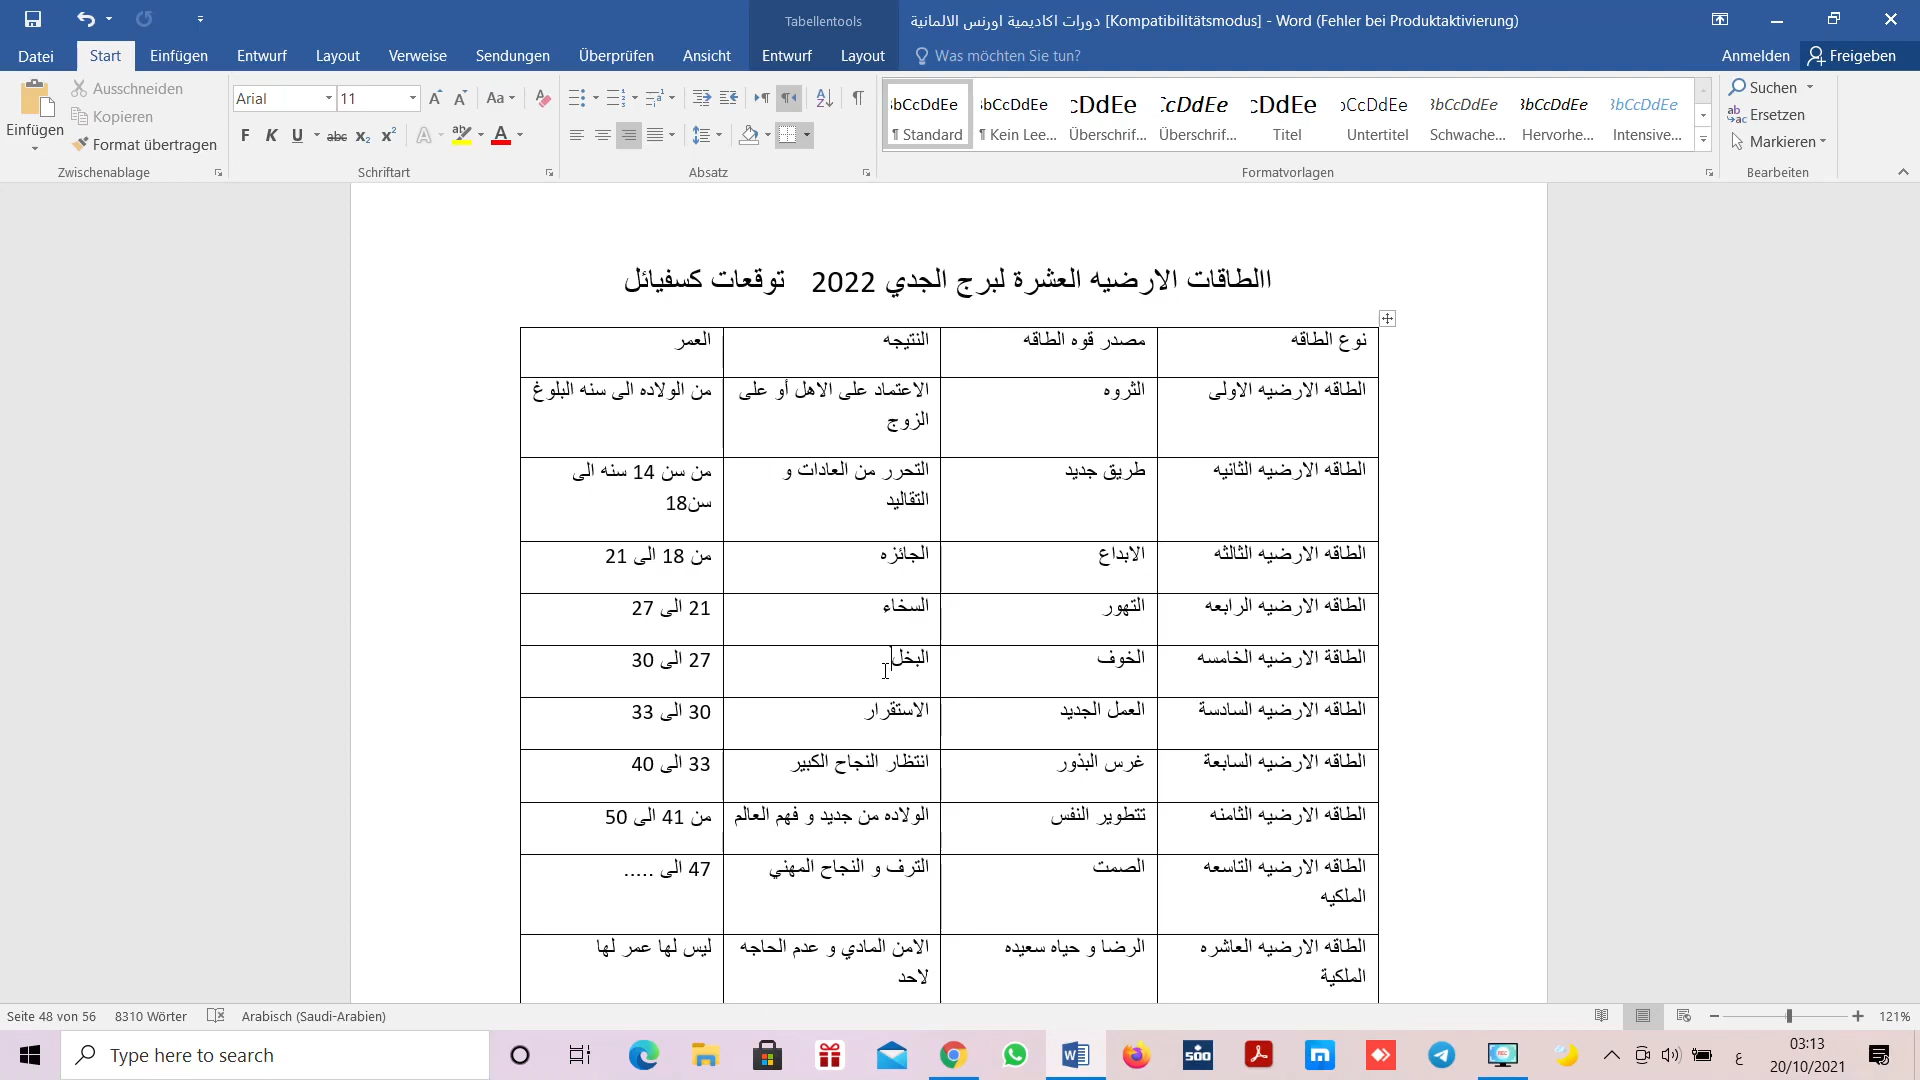 Tabellentools
دورات اكاديمية اورنس الالمانية [Kompatibilitätsmodus] - Word (Fehler bei Produktaktivierung)
Datei Start Einfügen Entwurf Layout Verweise Sendungen Überprüfen Ansicht Entwurf Layout Was möchten Sie tun? Anmelden Freigeben
Einfügen
Ausschneiden
Kopieren
Format übertragen
Zwischenablage
Arial 11
Aa
F K U abc x₂ x²
Schriftart
Absatz
¶ Standard
¶ Kein Lee...
Überschrif...
Überschrif...
Titel
Untertitel
Schwache...
Hervorhe...
Intensive...
Formatvorlagen
Suchen
Ersetzen
Markieren
Bearbeiten
االطاقات الارضيه العشرة لبرج الجدي 2022 توقعات كسفيائل
نوع الطاقه مصدر قوه الطاقه النتيجه العمر
الطاقه الارضيه الاولى الثروه الاعتماد على الاهل أو على من الولاده الى سنه البلوغ
الزوج
الطاقه الارضيه الثانيه طريق جديد التحرر من العادات و من سن 14 سنه الى
التقاليد سن18
الطاقه الارضيه الثالثه الابداع الجائزه من 18 الى 21
الطاقه الارضيه الرابعه التهور السخاء 21 الى 27
الطاقة الارضيه الخامسه الخوف البخل 27 الى 30
الطاقه الارضيه السادسة العمل الجديد الاستقرار 30 الى 33
الطاقه الارضيه السابعة غرس البذور انتظار النجاح الكبير 33 الى 40
الطاقه الارضيه الثامنه تتطوير النفس الولاده من جديد و فهم العالم من 41 الى 50
الطاقه الارضيه التاسعه الصمت الترف و النجاح المهني 47 الى .....
الملكيه
الطاقه الارضيه العاشره الرضا و حياه سعيده الامن المادي و عدم الحاجه ليس لها عمر لها
الملكية لاحد
Seite 48 von 56 8310 Wörter Arabisch (Saudi-Arabien) 121%
Type here to search
500
REC
ع
03:13
20/10/2021